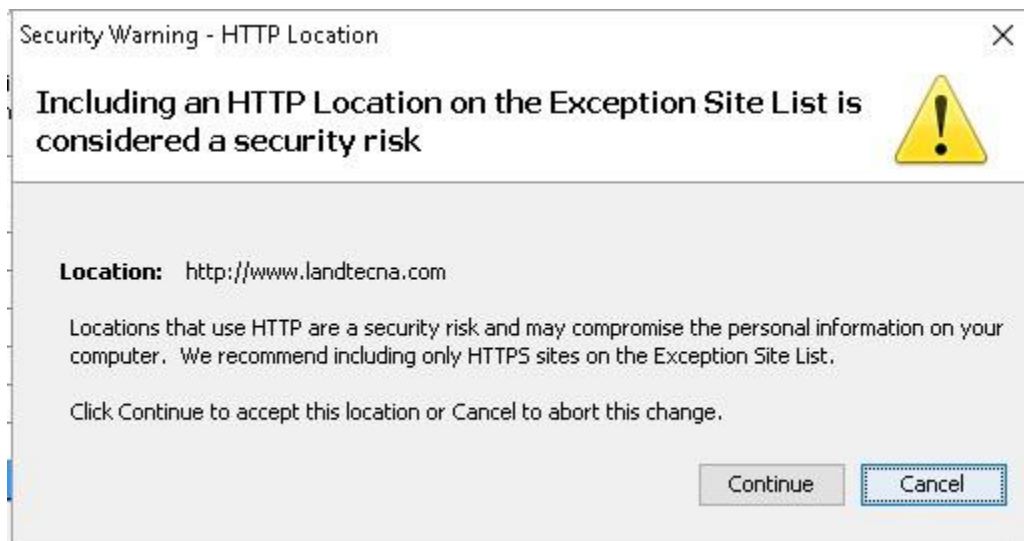 Security Warning - HTTP Location
Including an HTTP Location on the Exception Site List is
considered a security risk
Location: http://www.landtecna.com
Locations that use HTTP are a security risk and may compromise the personal information on your
computer. We recommend including only HTTPS sites on the Exception Site List.
Click Continue to accept this location or Cancel to abort this change.
Continue Cancel